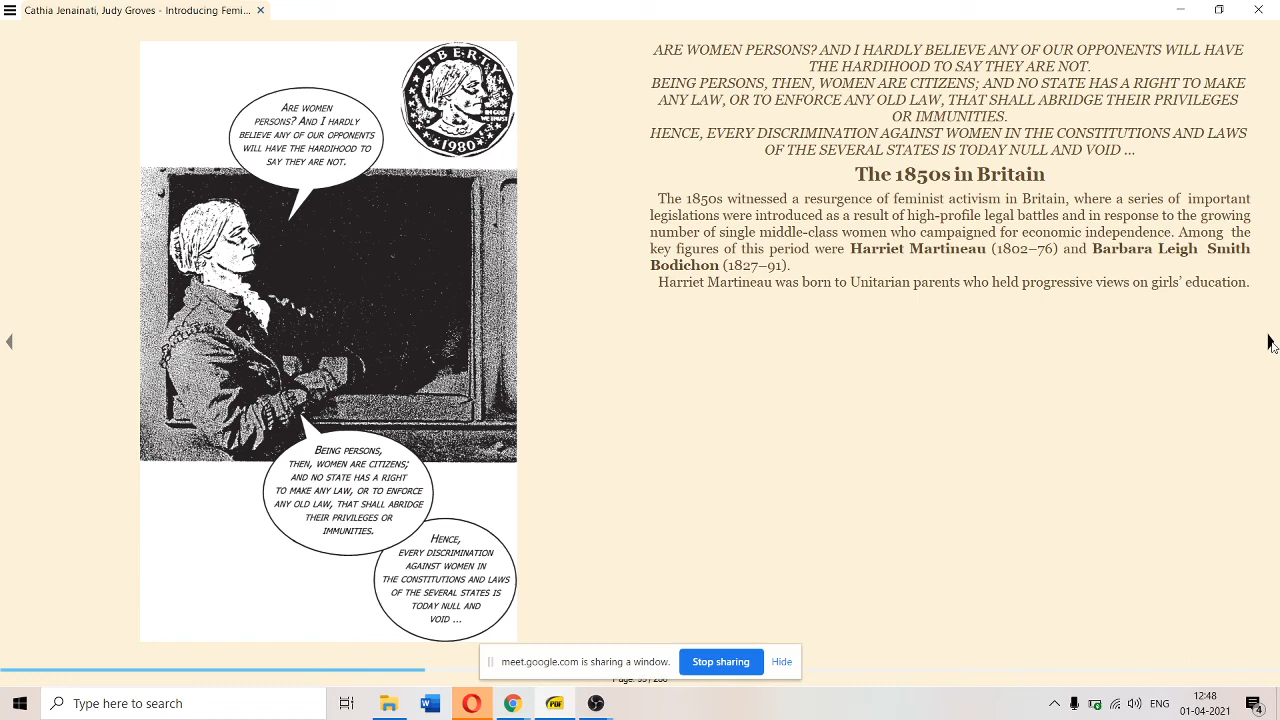 Cathia Jenainati, Judy Groves - Introducing Femi...
LIBERTY
IN GOD
WE TRUST
1980
ARE WOMEN
PERSONS? AND I HARDLY
BELIEVE ANY OF OUR OPPONENTS
WILL HAVE THE HARDIHOOD TO
SAY THEY ARE NOT.
BEING PERSONS,
THEN, WOMEN ARE CITIZENS;
AND NO STATE HAS A RIGHT
TO MAKE ANY LAW, OR TO ENFORCE
ANY OLD LAW, THAT SHALL ABRIDGE
THEIR PRIVILEGES OR
IMMUNITIES.
HENCE,
EVERY DISCRIMINATION
AGAINST WOMEN IN
THE CONSTITUTIONS AND LAWS
OF THE SEVERAL STATES IS
TODAY NULL AND
VOID ...
ARE WOMEN PERSONS? AND I HARDLY BELIEVE ANY OF OUR OPPONENTS WILL HAVE
THE HARDIHOOD TO SAY THEY ARE NOT.
BEING PERSONS, THEN, WOMEN ARE CITIZENS; AND NO STATE HAS A RIGHT TO MAKE
ANY LAW, OR TO ENFORCE ANY OLD LAW, THAT SHALL ABRIDGE THEIR PRIVILEGES
OR IMMUNITIES.
HENCE, EVERY DISCRIMINATION AGAINST WOMEN IN THE CONSTITUTIONS AND LAWS
OF THE SEVERAL STATES IS TODAY NULL AND VOID ...
The 1850s in Britain
The 1850s witnessed a resurgence of feminist activism in Britain, where a series of important
legislations were introduced as a result of high-profile legal battles and in response to the growing
number of single middle-class women who campaigned for economic independence. Among the
key figures of this period were Harriet Martineau (1802–76) and Barbara Leigh Smith
Bodichon (1827–91).
Harriet Martineau was born to Unitarian parents who held progressive views on girls' education.
meet.google.com is sharing a window.
Stop sharing
Hide
Type here to search
ENG
12:48
01-04-2021
4